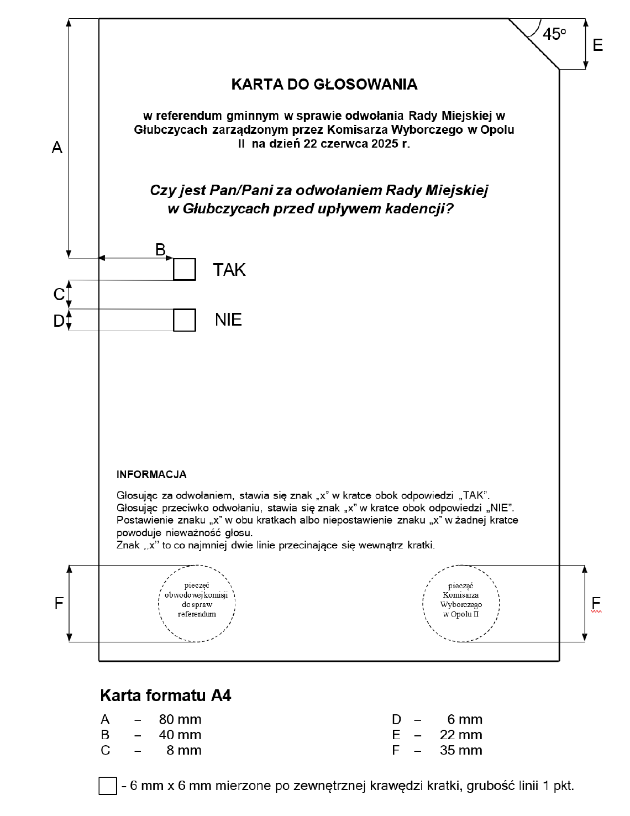 45º
E
KARTA DO GŁOSOWANIA
w referendum gminnym w sprawie odwołania Rady Miejskiej w
Głubczycach zarządzonym przez Komisarza Wyborczego w Opolu
II na dzień 22 czerwca 2025 r.
A
Czy jest Pan/Pani za odwołaniem Rady Miejskiej
w Głubczycach przed upływem kadencji?
B
TAK
C
D
NIE
INFORMACJA
Głosując za odwołaniem, stawia się znak „x” w kratce obok odpowiedzi „TAK”.
Głosując przeciwko odwołaniu, stawia się znak „x” w kratce obok odpowiedzi „NIE”.
Postawienie znaku „x” w obu kratkach albo niepostawienie znaku „x” w żadnej kratce
powoduje nieważność głosu.
Znak „x” to co najmniej dwie linie przecinające się wewnątrz kratki.
F
pieczęć
obwodowej komisji
do spraw
referendum
pieczęć
Komisarza
Wyborczego
w Opolu II
F
Karta formatu A4
A – 80 mm
B – 40 mm
C – 8 mm
D – 6 mm
E – 22 mm
F – 35 mm
- 6 mm x 6 mm mierzone po zewnętrznej krawędzi kratki, grubość linii 1 pkt.